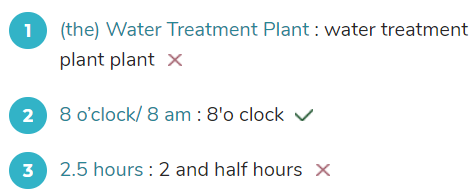 1 (the) Water Treatment Plant : water treatment
plant plant ✕
2 8 o’clock/ 8 am : 8'o clock ✓
3 2.5 hours : 2 and half hours ✕